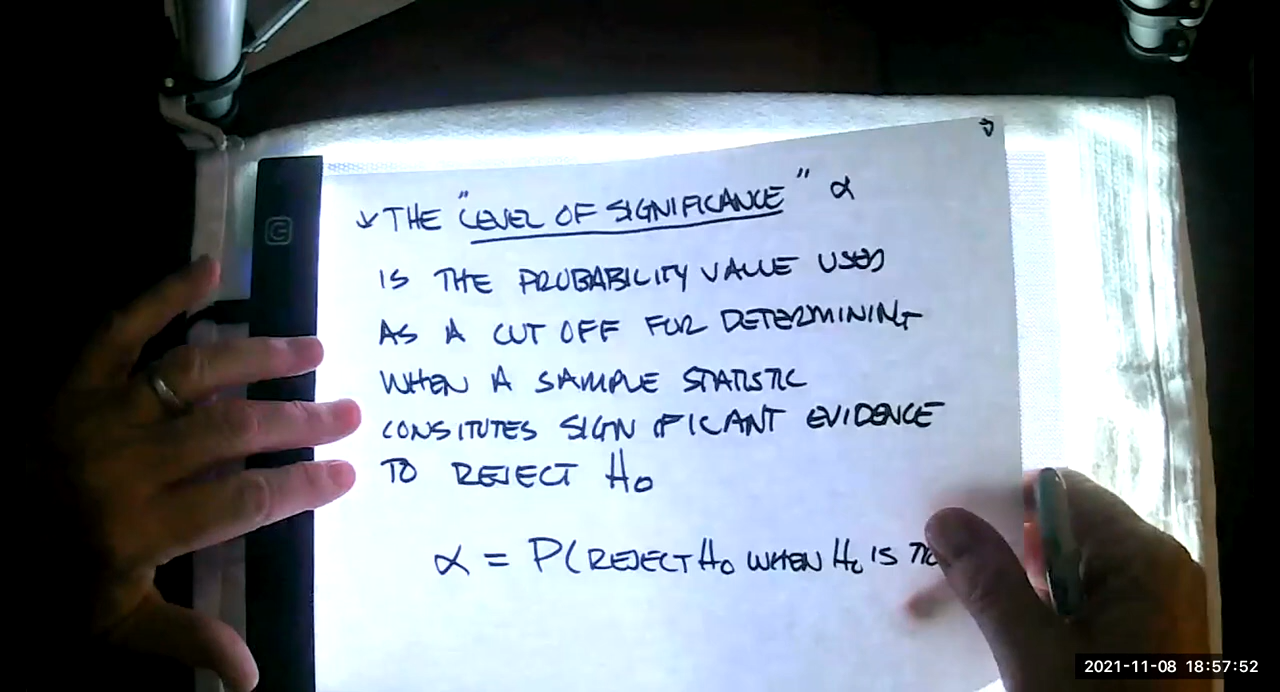 THE "LEVEL OF SIGNIFICANCE" α
IS THE PROBABILITY VALUE USED
AS A CUT OFF FOR DETERMINING
WHEN A SAMPLE STATISTIC
CONSITUTES SIGNIFICANT EVIDENCE
TO REJECT H₀
α = P(REJECT H₀ WHEN H₀ IS
2021-11-08 18:57:52